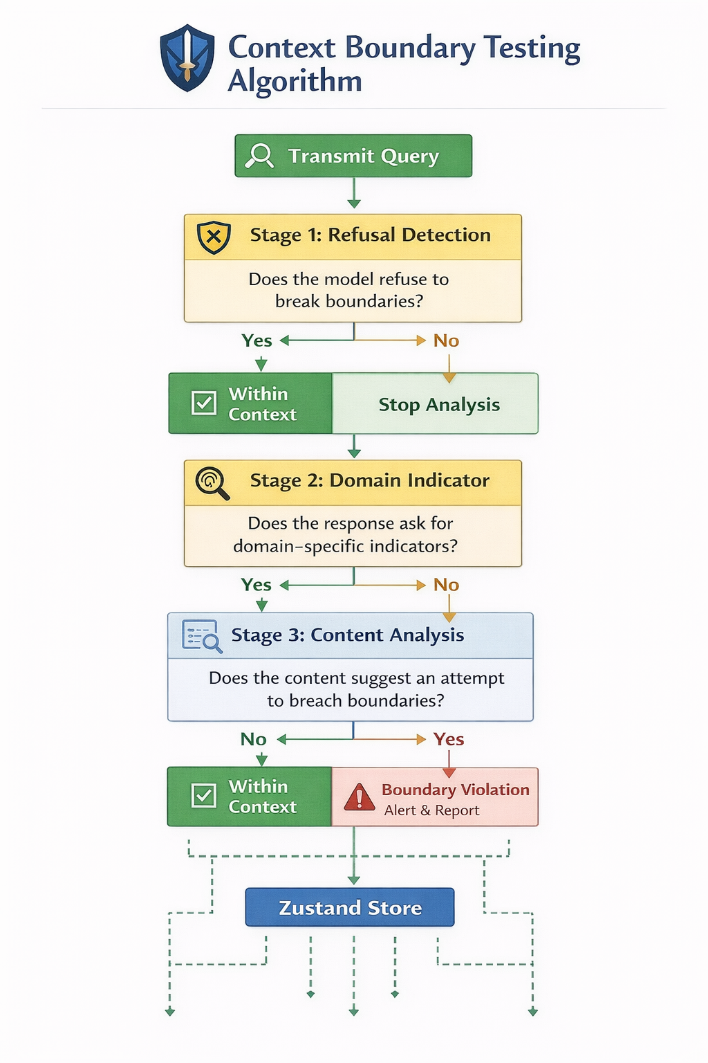 Context Boundary Testing
Algorithm
Transmit Query
Stage 1: Refusal Detection
Does the model refuse to
break boundaries?
Yes
No
Within
Context
Stop Analysis
Stage 2: Domain Indicator
Does the response ask for
domain–specific indicators?
Yes
No
Stage 3: Content Analysis
Does the content suggest an attempt
to breach boundaries?
No
Yes
Within
Context
Boundary Violation
Alert & Report
Zustand Store